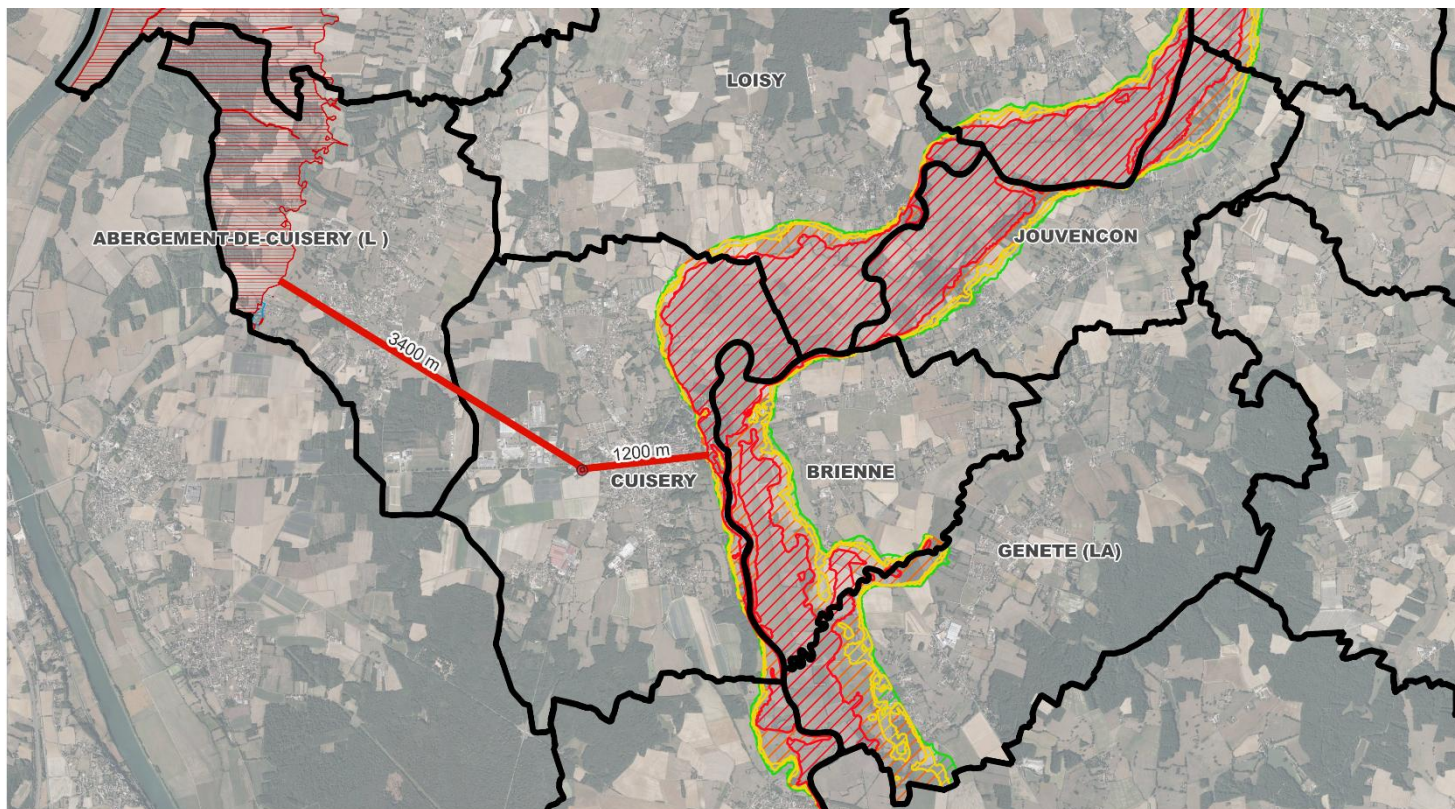 LOISY
ABERGEMENT-DE-CUISERY (L )
JOUVENCON
3400 m
1200 m
CUISERY
BRIENNE
GENETE (LA)